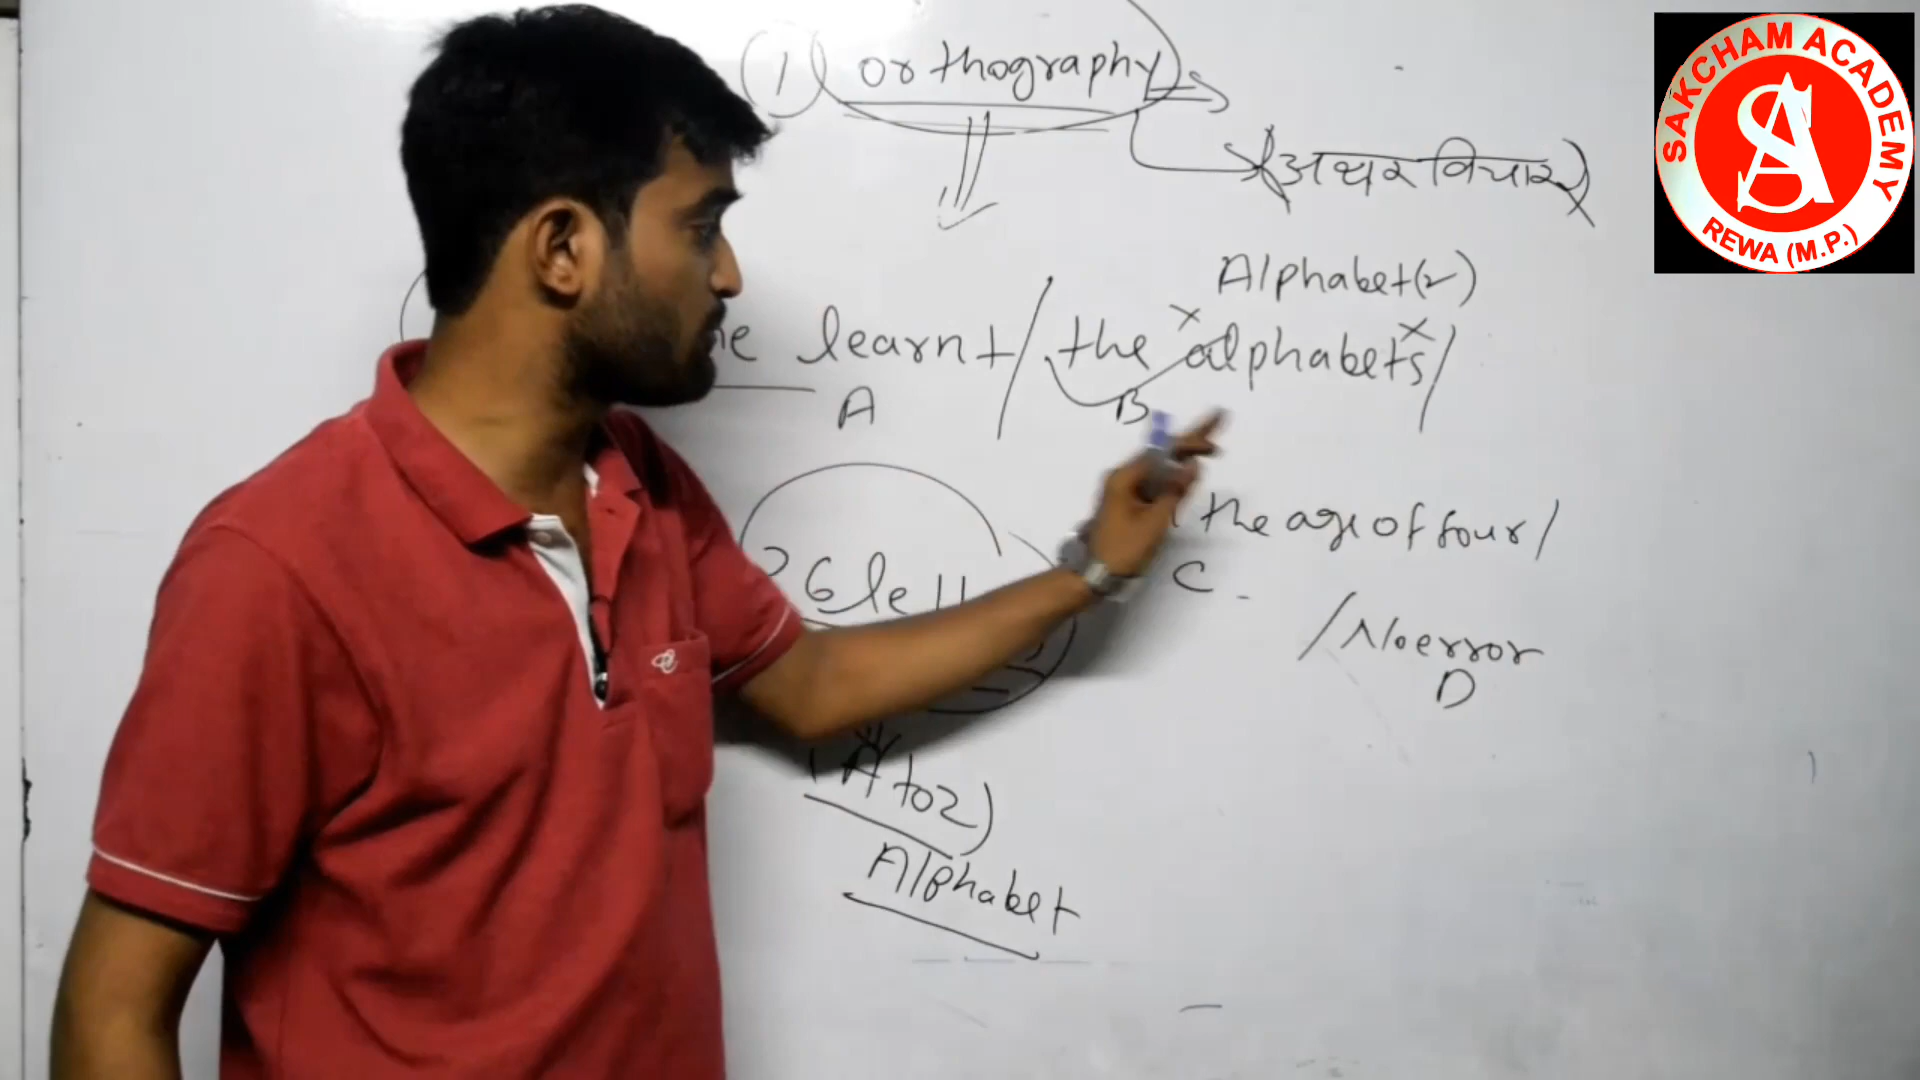 1 orthography
(अक्षर विचार)
Alphabet(✓)
learnt / the alphabets /
A
B
the age of four /
C
/ No error
D
26 lett
(A to Z)
Alphabet
SAKCHAM ACADEMY
SA
REWA (M.P.)